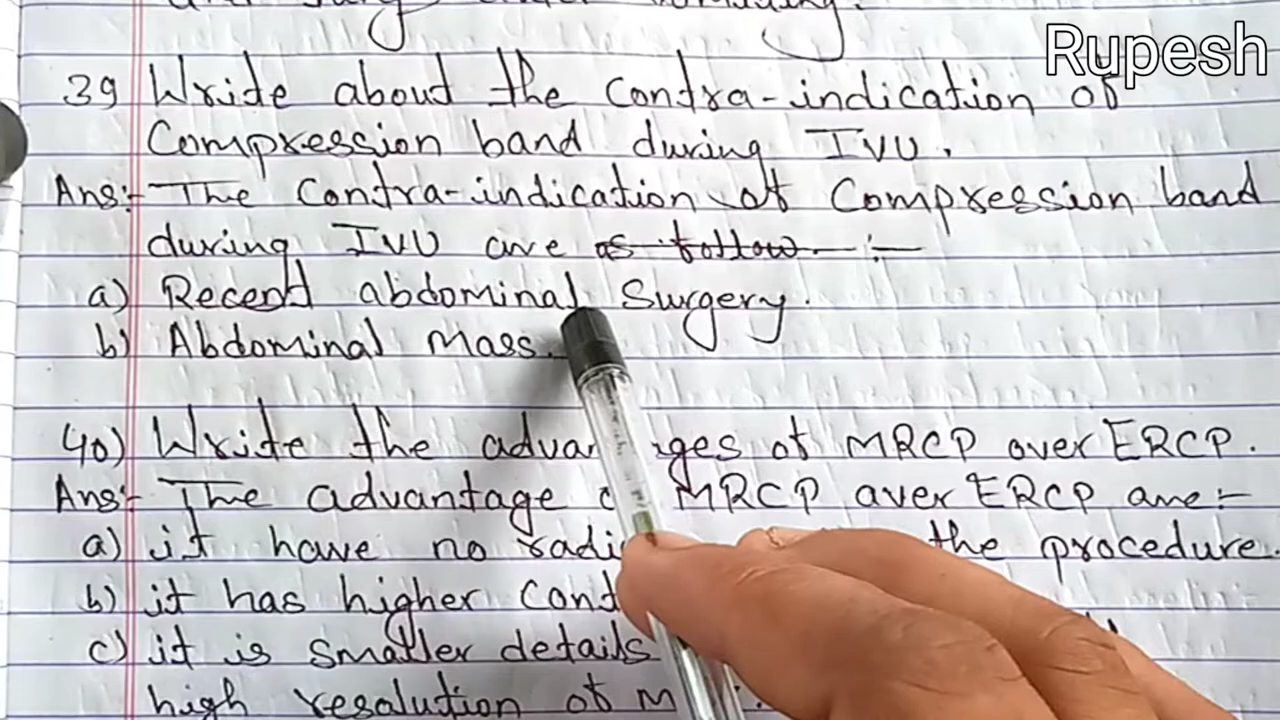 Rupesh
39 Write about the Contra-indication of
Compression band during IVU.
Ans:- The Contra-indication of Compression band
during IVU are as follow :-
a) Recent abdominal Surgery.
b) Abdominal Mass.
40) Write the of MRCP over ERCP.
Ans:- The advantage MRCP over ERCP are:-
a) it have no the procedure.
b) it has higher
c) it is smaller details
high resolution of